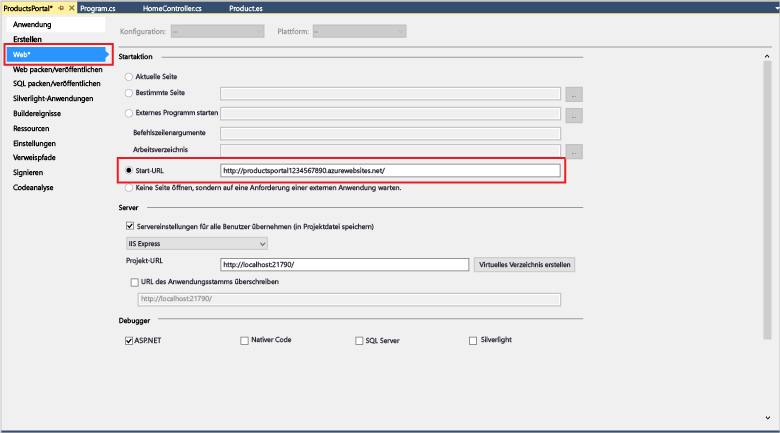 ProductsPortal* Program.cs HomeController.cs Product.es
Anwendung
Erstellen
Web*
Web packen/veröffentlichen
SQL packen/veröffentlichen
Silverlight-Anwendungen
Buildereignisse
Ressourcen
Einstellungen
Verweispfade
Signieren
Codeanalyse
Konfiguration: -- Plattform: --
Startaktion
Aktuelle Seite
Bestimmte Seite ...
Externes Programm starten ...
Befehlszeilenargumente
Arbeitsverzeichnis ...
Start-URL http://productsportal1234567890.azurewebsites.net/
Keine Seite öffnen, sondern auf eine Anforderung einer externen Anwendung warten.
Server
Servereinstellungen für alle Benutzer übernehmen (in Projektdatei speichern)
IIS Express
Projekt-URL http://localhost:21790/ Virtuelles Verzeichnis erstellen
URL des Anwendungsstamms überschreiben
http://localhost:21790/
Debugger
ASP.NET Nativer Code SQL Server Silverlight